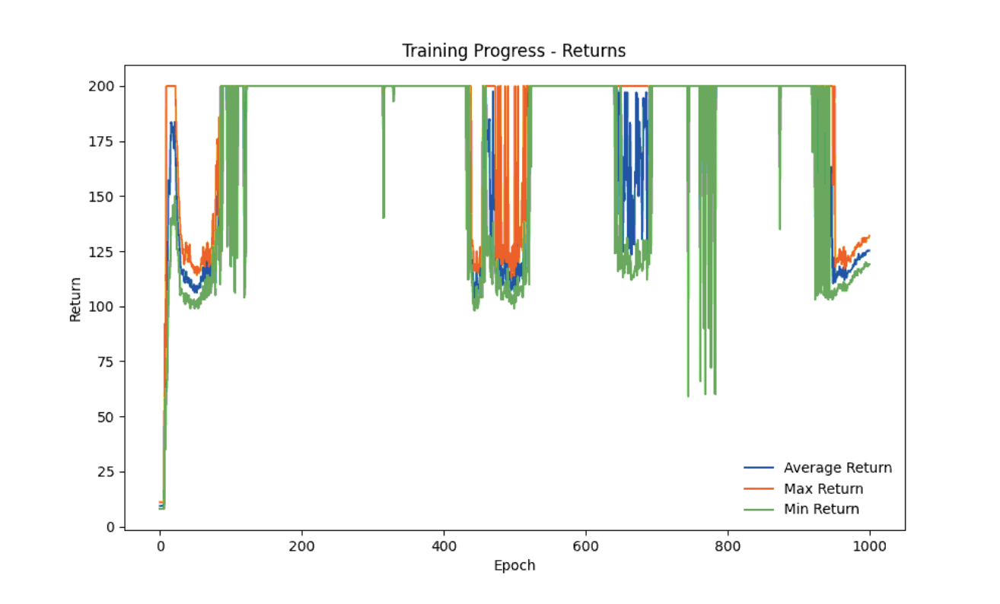 Training Progress - Returns
200
175
150
125
100
75
50
25
0
Return
Average Return
Max Return
Min Return
0 200 400 600 800 1000
Epoch